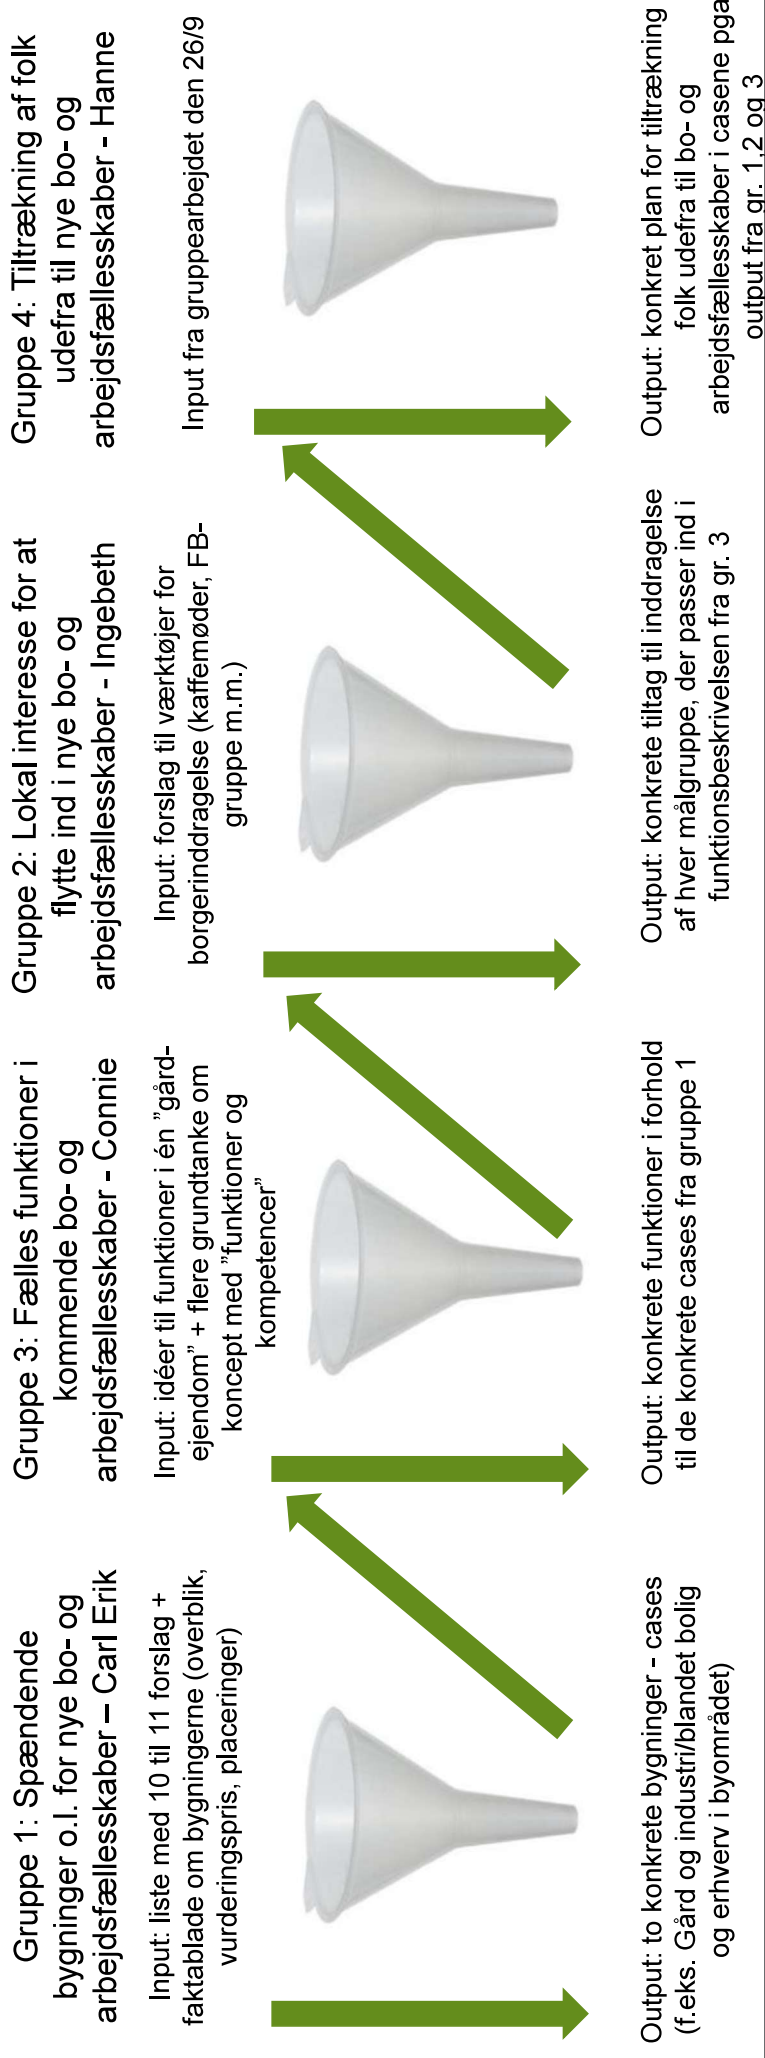 Gruppe 1: Spændende
bygninger o.l. for nye bo- og
arbejdsfællesskaber – Carl Erik
Input: liste med 10 til 11 forslag +
faktablade om bygningerne (overblik,
vurderingspris, placeringer)
Output: to konkrete bygninger - cases
(f.eks. Gård og industri/blandet bolig
og erhverv i byområdet)
Gruppe 3: Fælles funktioner i
kommende bo- og
arbejdsfællesskaber - Connie
Input: idéer til funktioner i én ”gård-
ejendom” + flere grundtanke om
koncept med ”funktioner og
kompetencer”
Output: konkrete funktioner i forhold
til de konkrete cases fra gruppe 1
Gruppe 2: Lokal interesse for at
flytte ind i nye bo- og
arbejdsfællesskaber - Ingebeth
Input: forslag til værktøjer for
borgerinddragelse (kaffemøder, FB-
gruppe m.m.)
Output: konkrete tiltag til inddragelse
af hver målgruppe, der passer ind i
funktionsbeskrivelsen fra gr. 3
Gruppe 4: Tiltrækning af folk
udefra til nye bo- og
arbejdsfællesskaber - Hanne
Input fra gruppearbejdet den 26/9
Output: konkret plan for tiltrækning
folk udefra til bo- og
arbejdsfællesskaber i casene pga
output fra gr. 1,2 og 3